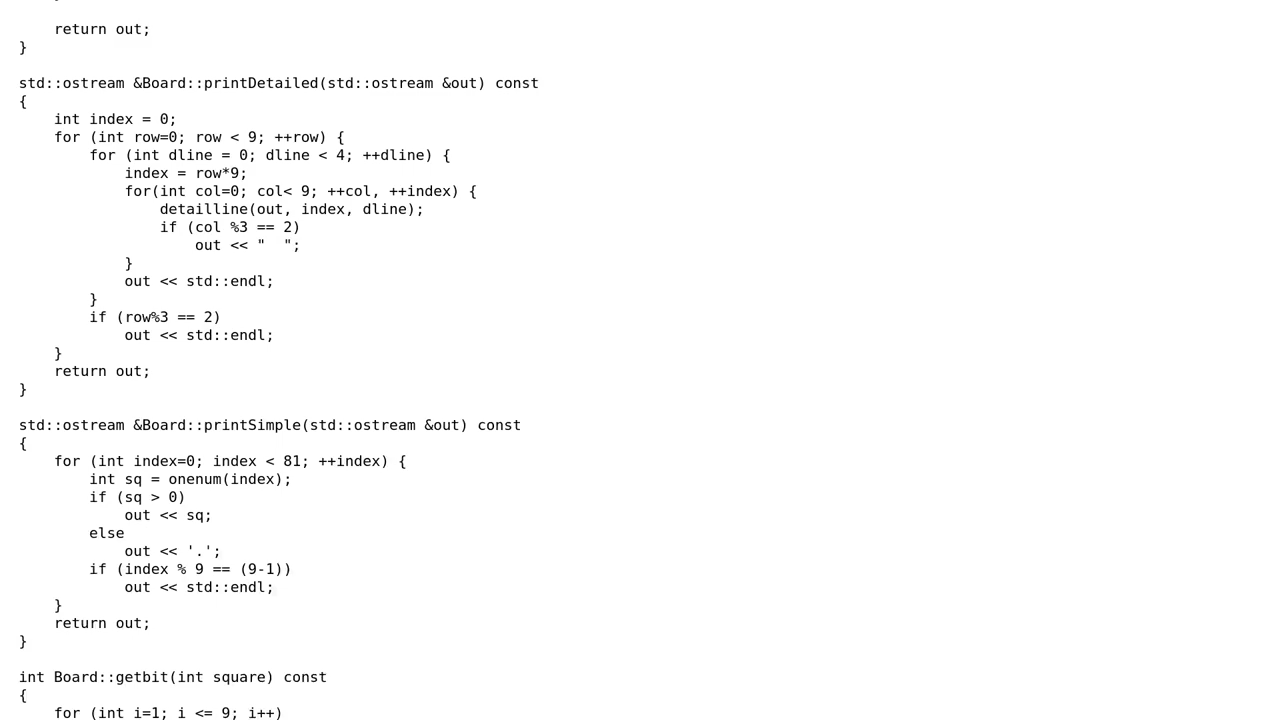 return out;
}

std::ostream &Board::printDetailed(std::ostream &out) const
{
    int index = 0;
    for (int row=0; row < 9; ++row) {
        for (int dline = 0; dline < 4; ++dline) {
            index = row*9;
            for(int col=0; col< 9; ++col, ++index) {
                detailline(out, index, dline);
                if (col %3 == 2)
                    out << "  ";
            }
            out << std::endl;
        }
        if (row%3 == 2)
            out << std::endl;
    }
    return out;
}

std::ostream &Board::printSimple(std::ostream &out) const
{
    for (int index=0; index < 81; ++index) {
        int sq = onenum(index);
        if (sq > 0)
            out << sq;
        else
            out << '.';
        if (index % 9 == (9-1))
            out << std::endl;
    }
    return out;
}

int Board::getbit(int square) const
{
    for (int i=1; i <= 9; i++)